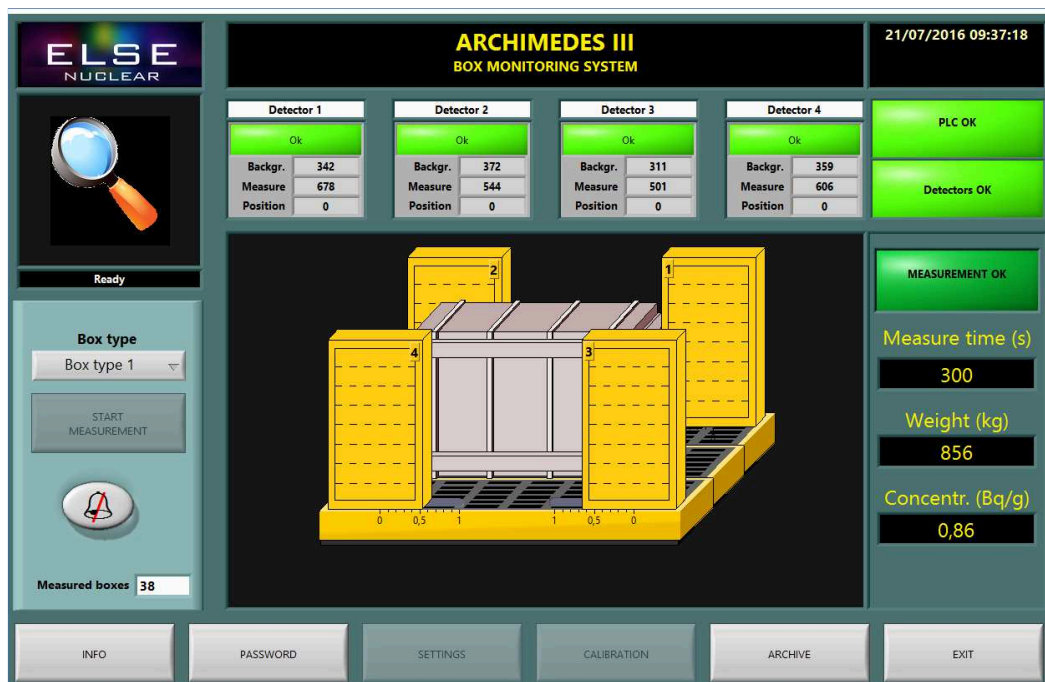 ELSE
NUCLEAR
ARCHIMEDES III
BOX MONITORING SYSTEM
21/07/2016 09:37:18
Detector 1
Ok
Backgr. 342
Measure 678
Position 0
Detector 2
Ok
Backgr. 372
Measure 544
Position 0
Detector 3
Ok
Backgr. 311
Measure 501
Position 0
Detector 4
Ok
Backgr. 359
Measure 606
Position 0
PLC OK
Detectors OK
Ready
Box type
Box type 1
START
MEASUREMENT
Measured boxes 38
2
1
4
3
0 0,5 1
1 0,5 0
MEASUREMENT OK
Measure time (s)
300
Weight (kg)
856
Concentr. (Bq/g)
0,86
INFO
PASSWORD
SETTINGS
CALIBRATION
ARCHIVE
EXIT